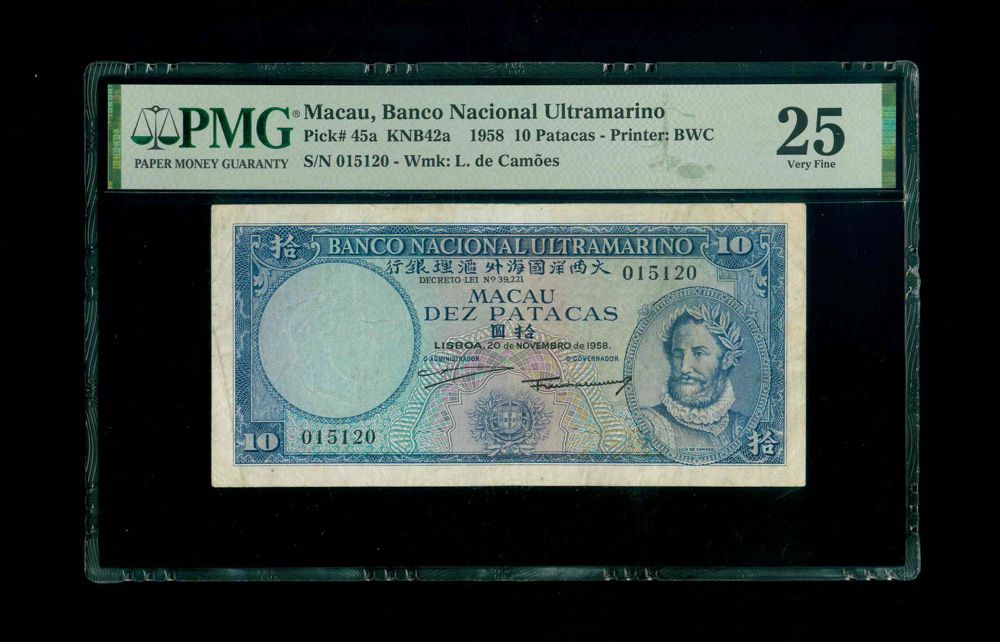 PMG®
PAPER MONEY GUARANTY
Macau, Banco Nacional Ultramarino
Pick# 45a KNB42a 1958 10 Patacas - Printer: BWC
S/N 015120 - Wmk: L. de Camões
25
Very Fine
拾 BANCO NACIONAL ULTRAMARINO 10
行銀理滙外海國洋西大
015120
DECRETO-LEI Nº 39,221
MACAU
DEZ PATACAS
圓拾
LISBOA, 20 de NOVEMBRO de 1958.
O ADMINISTRADOR
O GOVERNADOR
10 015120
LUIZ DE CAMÕES
拾